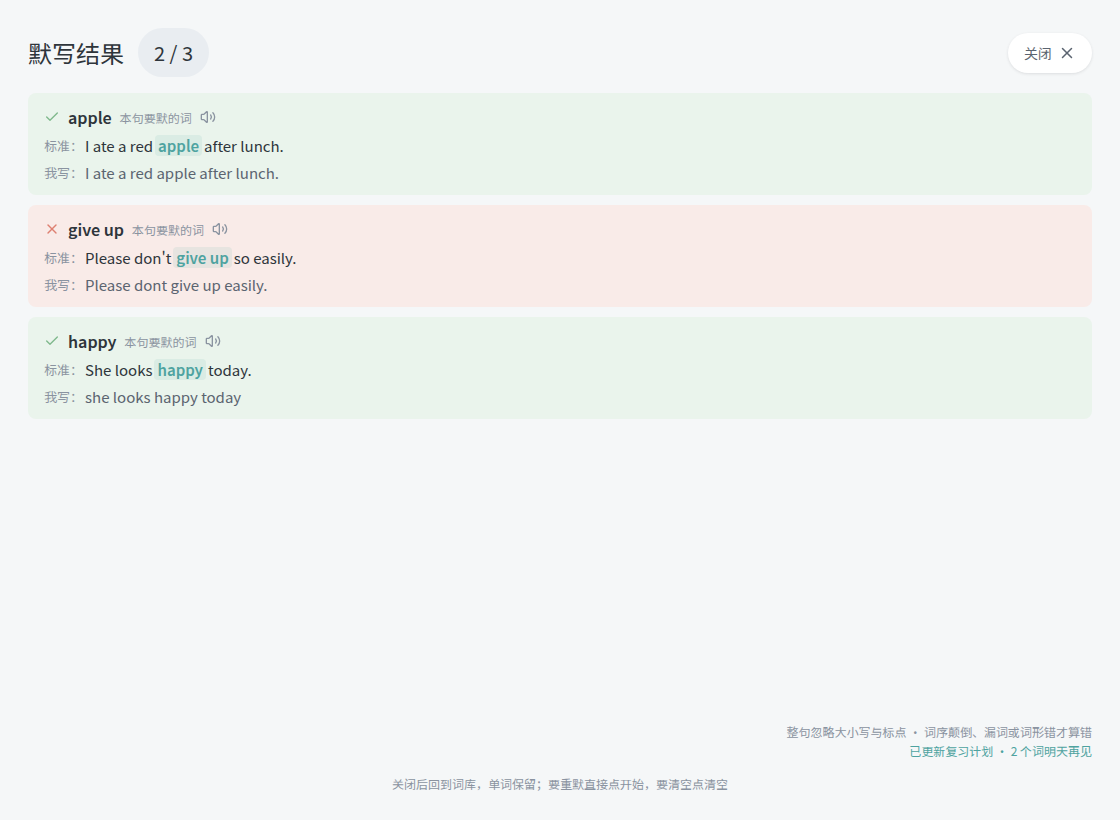 默写结果 2 / 3 关闭
apple 本句要默的词
标准： I ate a red apple after lunch.
我写： I ate a red apple after lunch.
give up 本句要默的词
标准： Please don't give up so easily.
我写： Please dont give up easily.
happy 本句要默的词
标准： She looks happy today.
我写： she looks happy today
整句忽略大小写与标点 · 词序颠倒、漏词或词形错才算错
已更新复习计划 · 2 个词明天再见
关闭后回到词库，单词保留；要重默直接点开始，要清空点清空